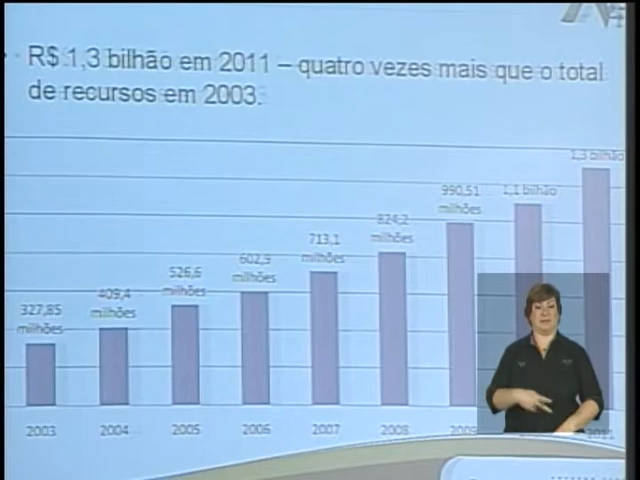 R$ 1,3 bilhão em 2011 – quatro vezes mais que o total
de recursos em 2003.
1,3 bilhão
1,1 bilhão
990,51
milhões
824,2
milhões
713,1
milhões
602,9
milhões
526,6
milhões
409,4
milhões
327,85
milhões
2003 2004 2005 2006 2007 2008 2009 2011